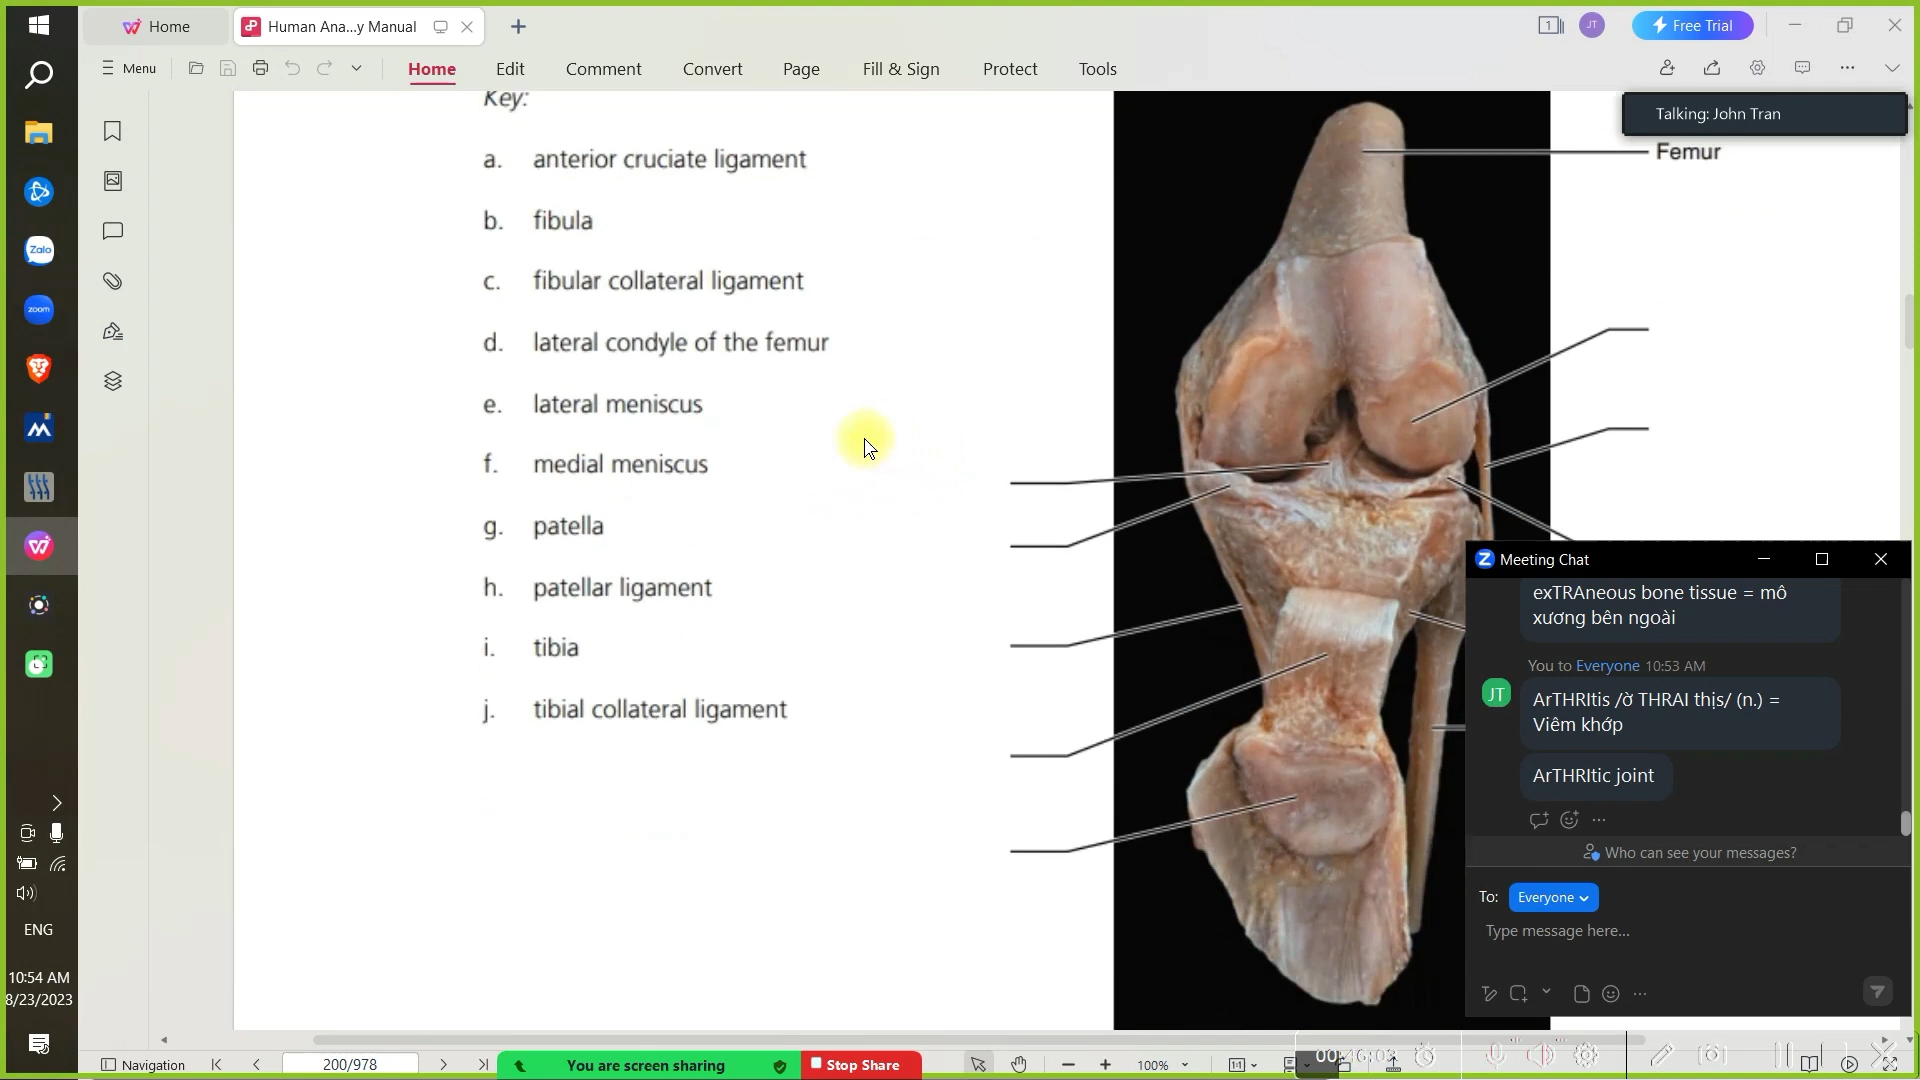 Home
Human Ana...y Manual
1
JT
Free Trial
Menu
Home
Edit
Comment
Convert
Page
Fill & Sign
Protect
Tools
Talking: John Tran
Key:
a. anterior cruciate ligament
b. fibula
c. fibular collateral ligament
d. lateral condyle of the femur
e. lateral meniscus
f. medial meniscus
g. patella
h. patellar ligament
i. tibia
j. tibial collateral ligament
Femur
Zalo
zoom
Meeting Chat
exTRAneous bone tissue = mô
xương bên ngoài
You to Everyone 10:53 AM
JT
ArTHRItis /ờ THRAI thịs/ (n.) =
Viêm khớp
ArTHRItic joint
Who can see your messages?
To: Everyone
Type message here...
ENG
10:54 AM
8/23/2023
Navigation
200/978
You are screen sharing
Stop Share
100%